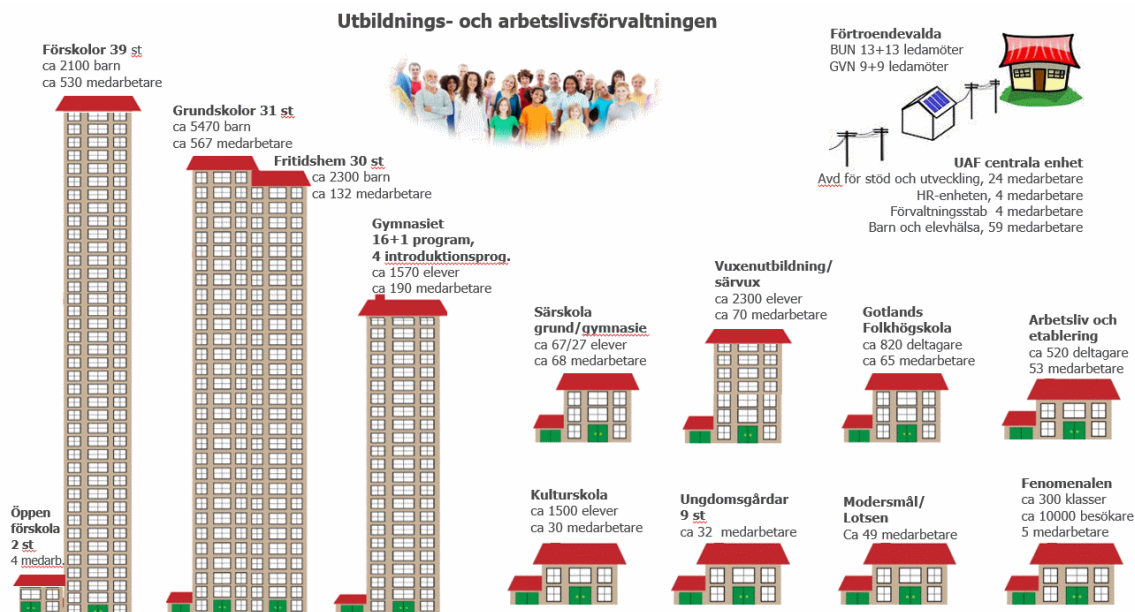 Utbildnings- och arbetslivsförvaltningen
Förskolor 39 st
ca 2100 barn
ca 530 medarbetare
Grundskolor 31 st
ca 5470 barn
ca 567 medarbetare
Fritidshem 30 st
ca 2300 barn
ca 132 medarbetare
Gymnasiet
16+1 program,
4 introduktionsprog.
ca 1570 elever
ca 190 medarbetare
Förtroendevalda
BUN 13+13 ledamöter
GVN 9+9 ledamöter
UAF centrala enhet
Avd för stöd och utveckling, 24 medarbetare
HR-enheten, 4 medarbetare
Förvaltningsstab 4 medarbetare
Barn och elevhälsa, 59 medarbetare
Särskola
grund/gymnasie
ca 67/27 elever
ca 68 medarbetare
Vuxenutbildning/
särvux
ca 2300 elever
ca 70 medarbetare
Gotlands
Folkhögskola
ca 820 deltagare
ca 65 medarbetare
Arbetsliv och
etablering
ca 520 deltagare
53 medarbetare
Öppen
förskola
2 st
4 medarb.
Kulturskola
ca 1500 elever
ca 30 medarbetare
Ungdomsgårdar
9 st
ca 32 medarbetare
Modersmål/
Lotsen
Ca 49 medarbetare
Fenomenalen
ca 300 klasser
ca 10000 besökare
5 medarbetare